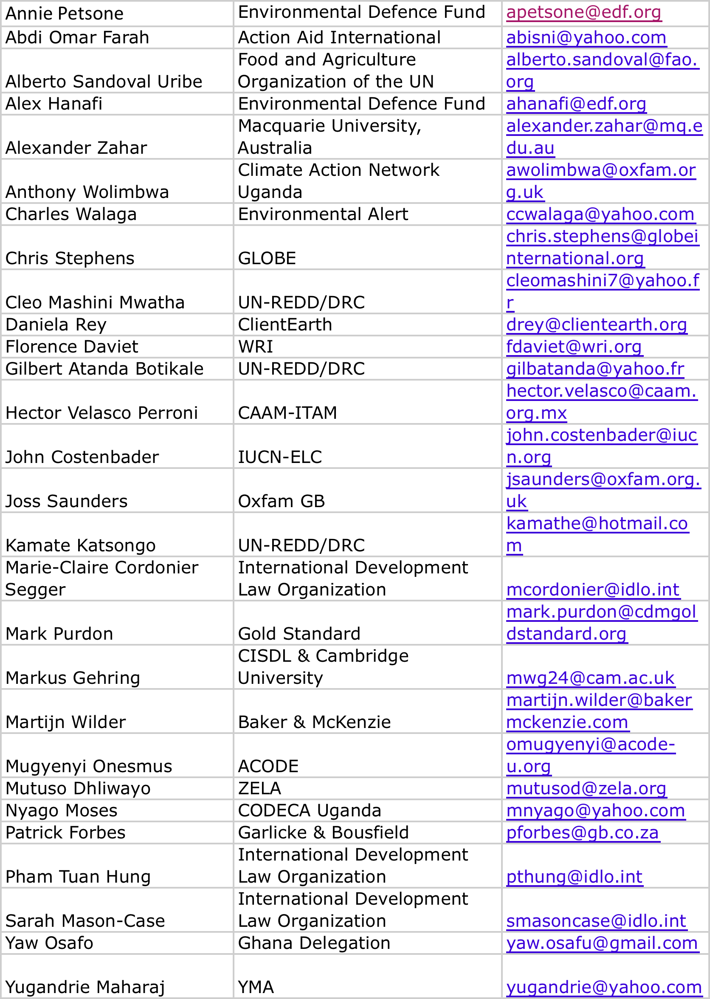 Annie Petsone Environmental Defence Fund apetsone@edf.org
Abdi Omar Farah Action Aid International abisni@yahoo.com
Food and Agriculture alberto.sandoval@fao.
Alberto Sandoval Uribe Organization of the UN org
Alex Hanafi Environmental Defence Fund ahanafi@edf.org
Macquarie University, alexander.zahar@mq.e
Alexander Zahar Australia du.au
Climate Action Network awolimbwa@oxfam.or
Anthony Wolimbwa Uganda g.uk
Charles Walaga Environmental Alert ccwalaga@yahoo.com
chris.stephens@globei
Chris Stephens GLOBE nternational.org
cleomashini7@yahoo.f
Cleo Mashini Mwatha UN-REDD/DRC r
Daniela Rey ClientEarth drey@clientearth.org
Florence Daviet WRI fdaviet@wri.org
Gilbert Atanda Botikale UN-REDD/DRC gilbatanda@yahoo.fr
hector.velasco@caam.
Hector Velasco Perroni CAAM-ITAM org.mx
john.costenbader@iuc
John Costenbader IUCN-ELC n.org
jsaunders@oxfam.org.
Joss Saunders Oxfam GB uk
kamathe@hotmail.co
Kamate Katsongo UN-REDD/DRC m
Marie-Claire Cordonier International Development
Segger Law Organization mcordonier@idlo.int
mark.purdon@cdmgol
Mark Purdon Gold Standard dstandard.org
CISDL & Cambridge
Markus Gehring University mwg24@cam.ac.uk
martijn.wilder@baker
Martijn Wilder Baker & McKenzie mckenzie.com
omugyenyi@acode-
Mugyenyi Onesmus ACODE u.org
Mutuso Dhliwayo ZELA mutusod@zela.org
Nyago Moses CODECA Uganda mnyago@yahoo.com
Patrick Forbes Garlicke & Bousfield pforbes@gb.co.za
International Development
Pham Tuan Hung Law Organization pthung@idlo.int
International Development
Sarah Mason-Case Law Organization smasoncase@idlo.int
Yaw Osafo Ghana Delegation yaw.osafu@gmail.com
Yugandrie Maharaj YMA yugandrie@yahoo.com